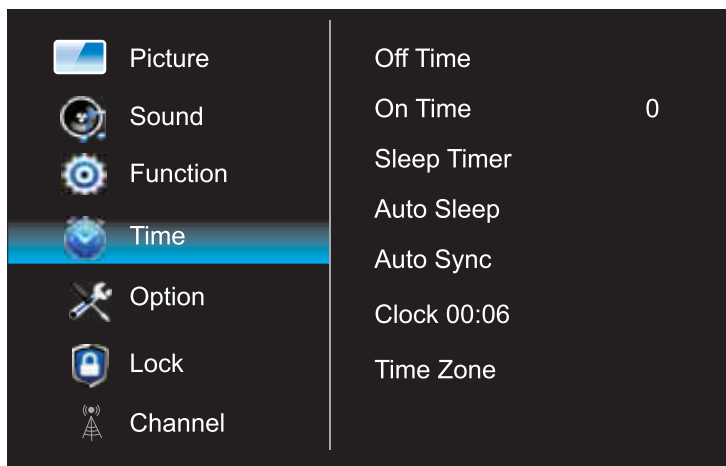 Picture
Sound
Function
Time
Option
Lock
Channel
Off Time
On Time 0
Sleep Timer
Auto Sleep
Auto Sync
Clock 00:06
Time Zone